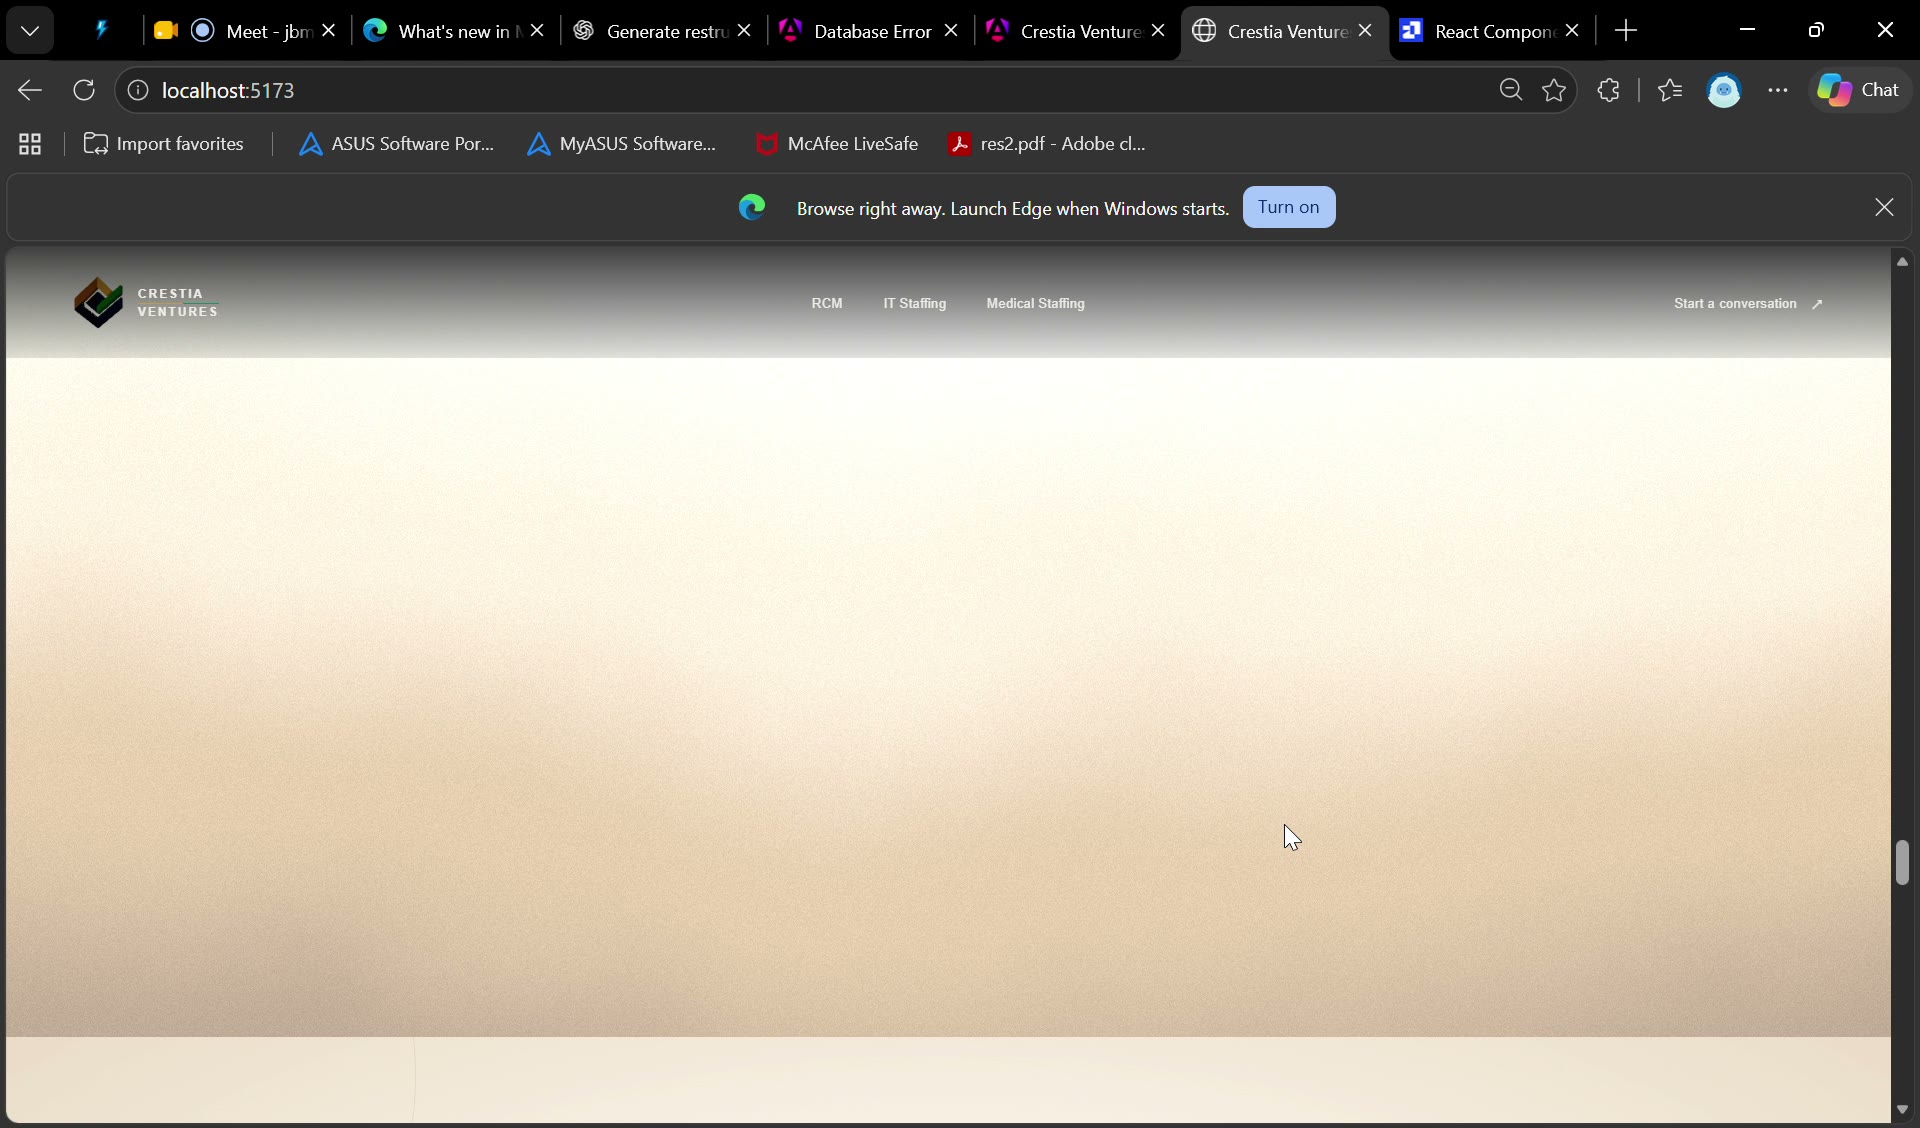 Meet - jbm
What's new in
Generate restru
Database Error
Crestia Venture
Crestia Venture
React Compon
localhost:5173
Chat
Import favorites
ASUS Software Por...
MyASUS Software...
McAfee LiveSafe
res2.pdf - Adobe cl...
Browse right away. Launch Edge when Windows starts.
Turn on
CRESTIA
VENTURES
RCM
IT Staffing
Medical Staffing
Start a conversation ↗